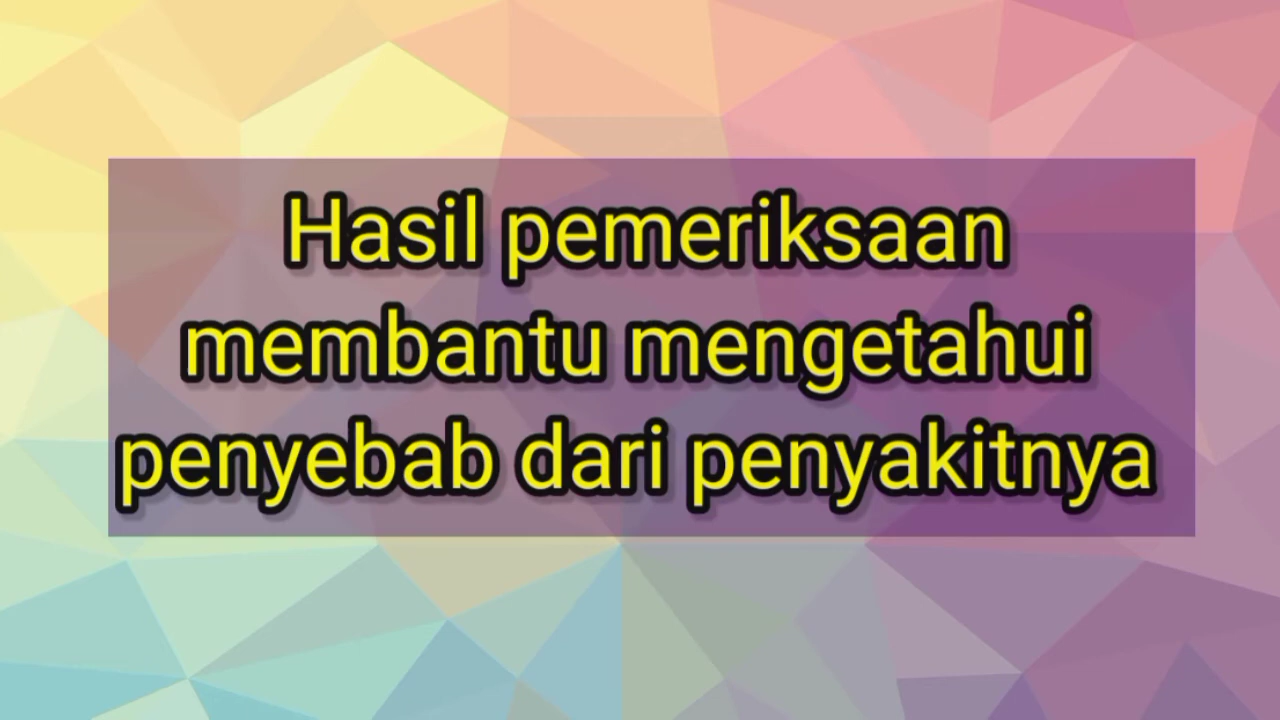 Hasil pemeriksaan
membantu mengetahui
penyebab dari penyakitnya